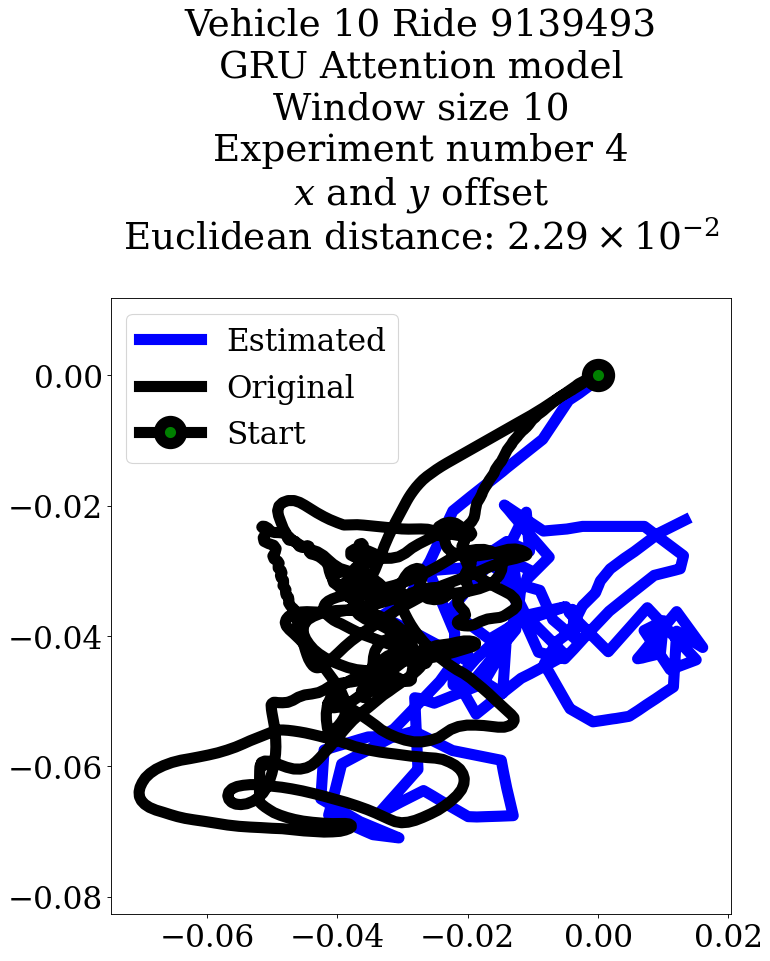 Vehicle 10 Ride 9139493
GRU Attention model
Window size 10
Experiment number 4
x and y offset
Euclidean distance: 2.29 × 10⁻²
Estimated
Original
Start
0.00
−0.02
−0.04
−0.06
−0.08
−0.06 −0.04 −0.02 0.00 0.02